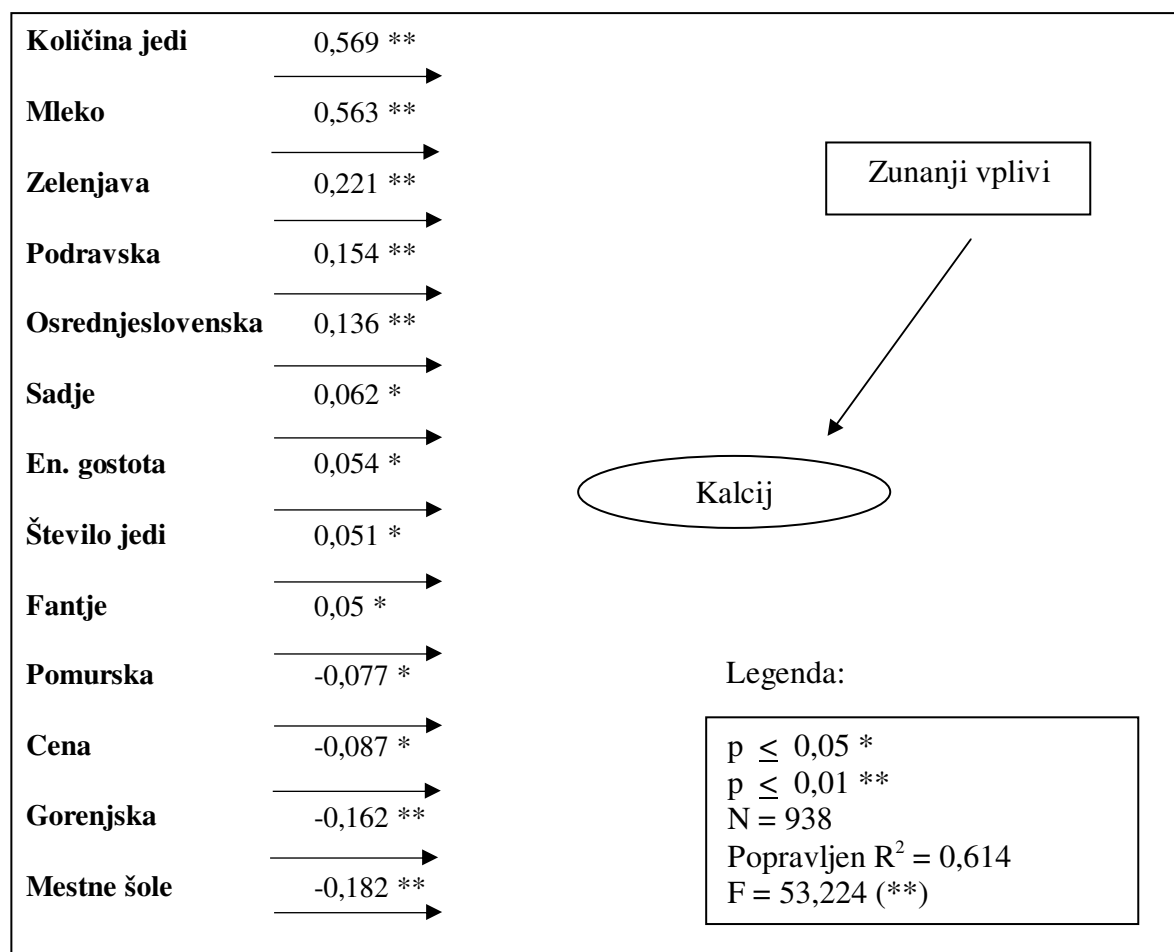 Količina jedi 0,569 **
Mleko 0,563 **
Zunanji vplivi
Zelenjava 0,221 **
Podravska 0,154 **
Osrednjeslovenska 0,136 **
Sadje 0,062 *
En. gostota 0,054 *
Kalcij
Število jedi 0,051 *
Fantje 0,05 *
Pomurska -0,077 *
Cena -0,087 *
Gorenjska -0,162 **
Mestne šole -0,182 **
Legenda:
p ≤ 0,05 *
p ≤ 0,01 **
N = 938
Popravljen R² = 0,614
F = 53,224 (**)